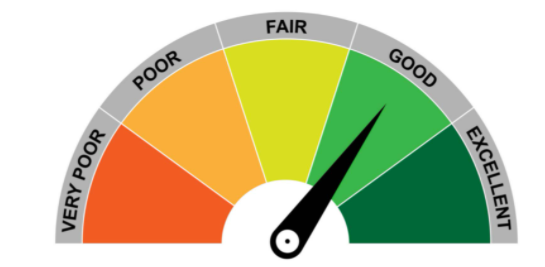 VERY POOR
POOR
FAIR
GOOD
EXCELLENT